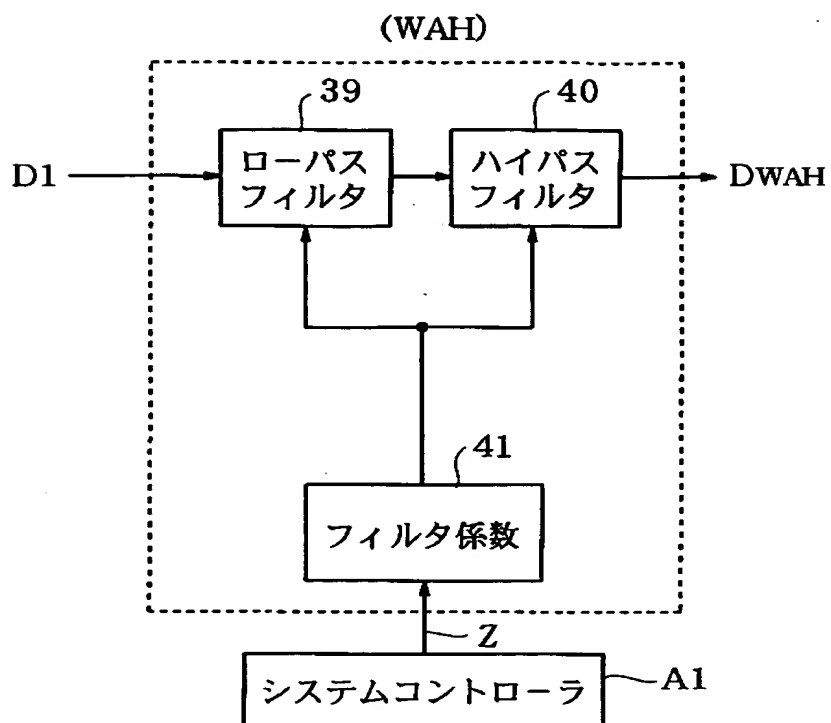 (WAH)
39
40
D1
ローパス
フィルタ
ハイパス
フィルタ
DWAH
41
フィルタ係数
Z
システムコントローラ
A1